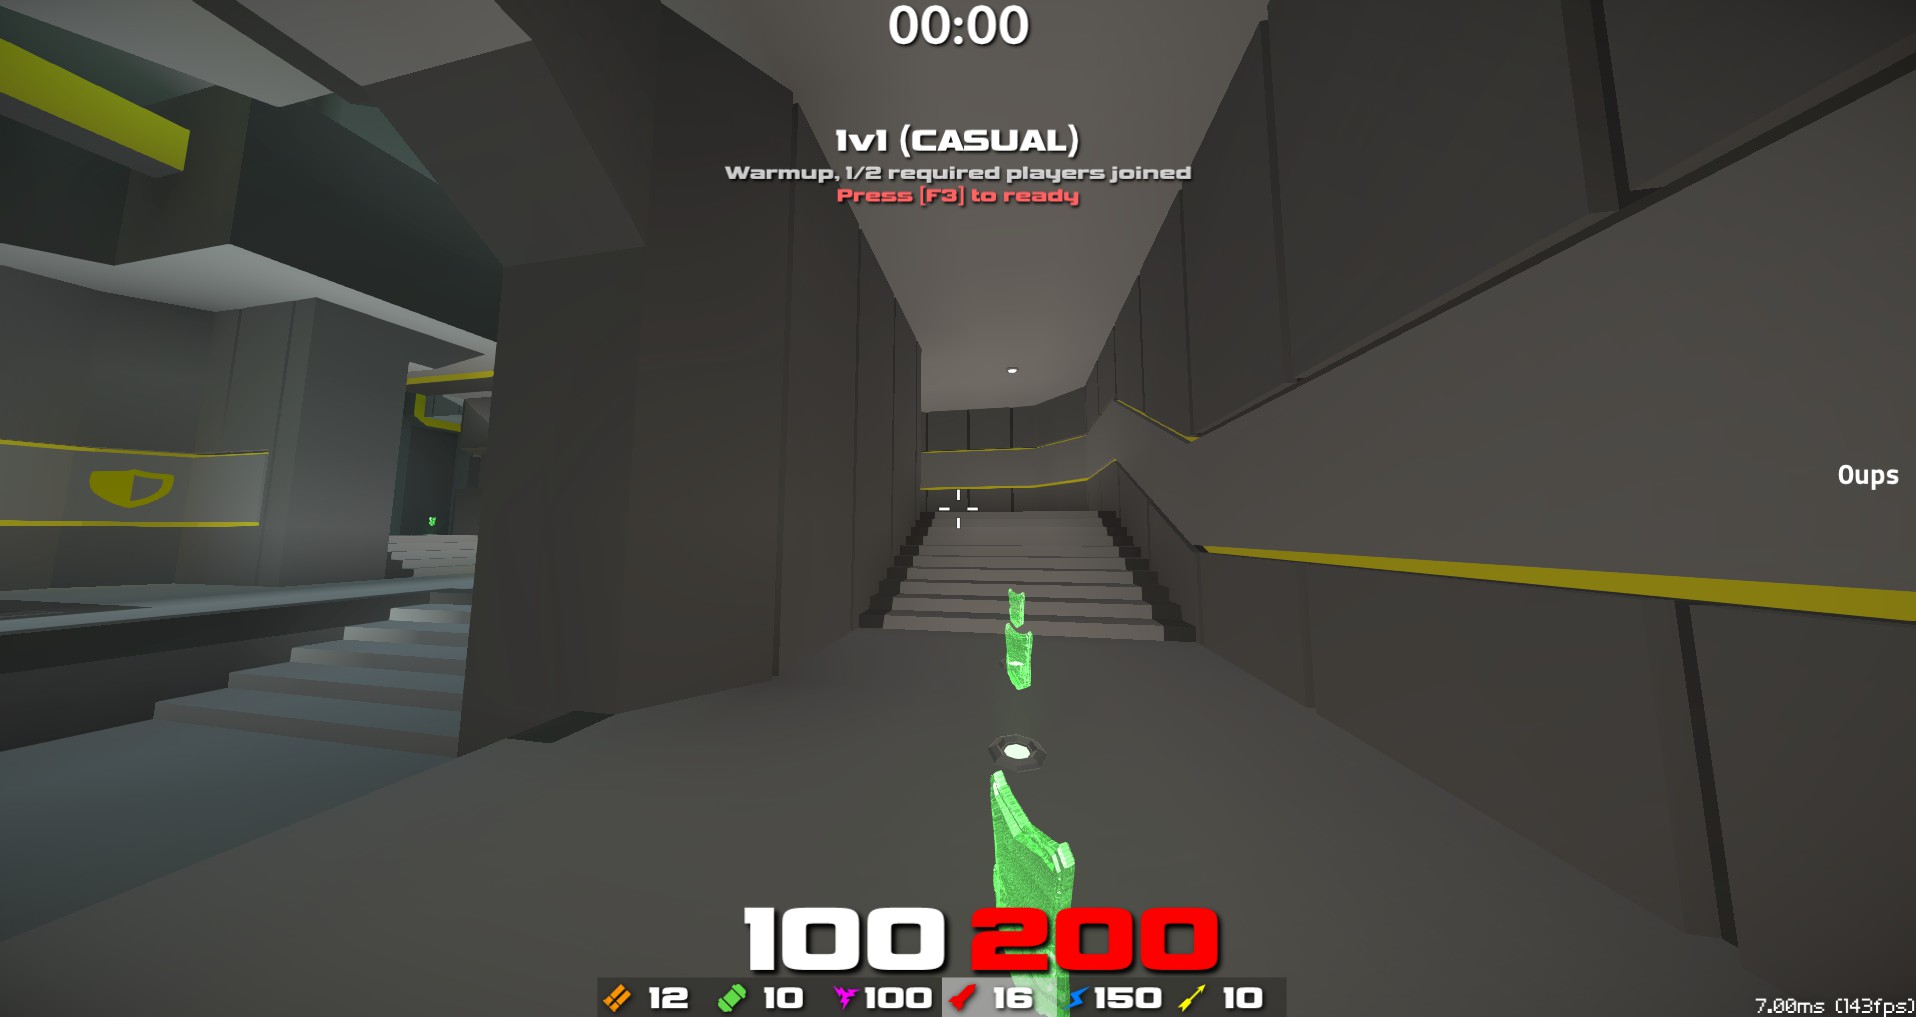 00:00
1v1 (CASUAL)
Warmup, 1/2 required players joined
Press [F3] to ready
Oups
100 200
12 10 100 16 150 10
7.00ms (143fps)